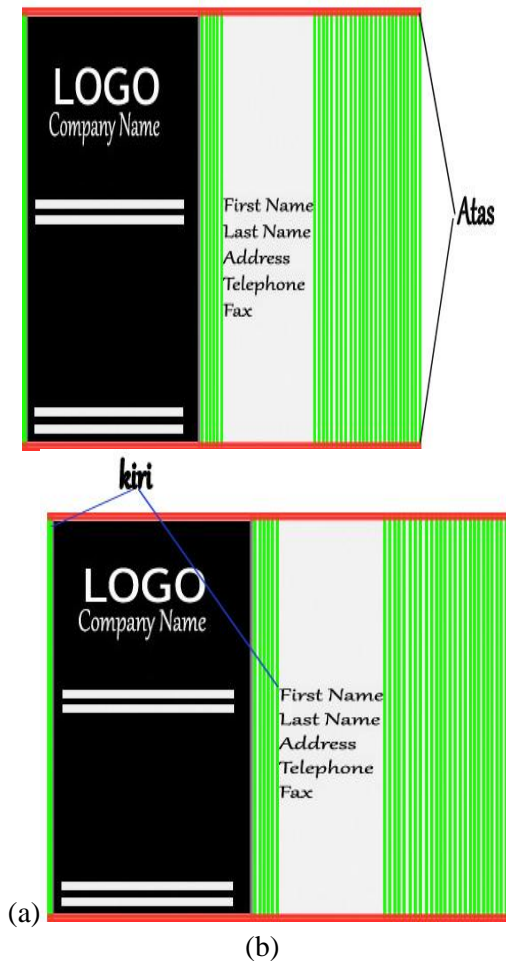 LOGO
Company Name
First Name
Last Name
Address
Telephone
Fax
Atas
kiri
LOGO
Company Name
First Name
Last Name
Address
Telephone
Fax
(a)
(b)